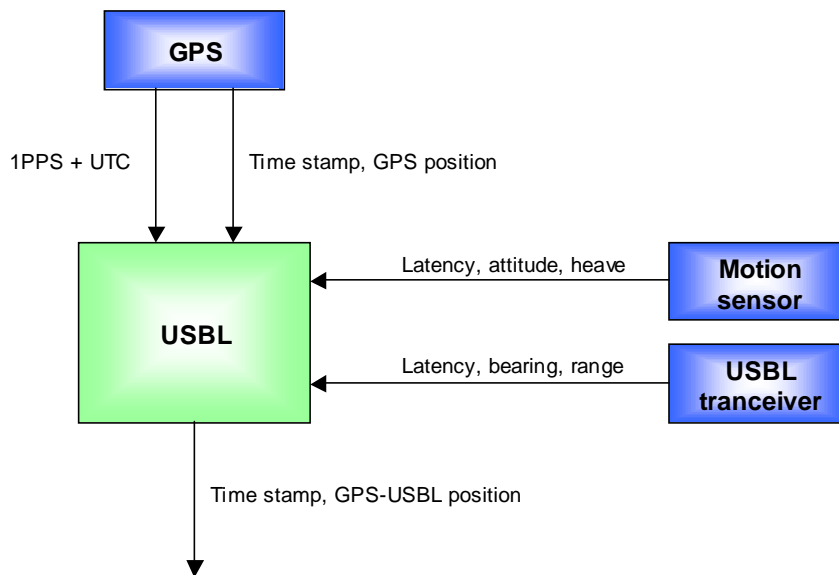 GPS
1PPS + UTC
Time stamp, GPS position
Latency, attitude, heave
Motion
sensor
USBL
Latency, bearing, range
USBL
tranceiver
Time stamp, GPS-USBL position